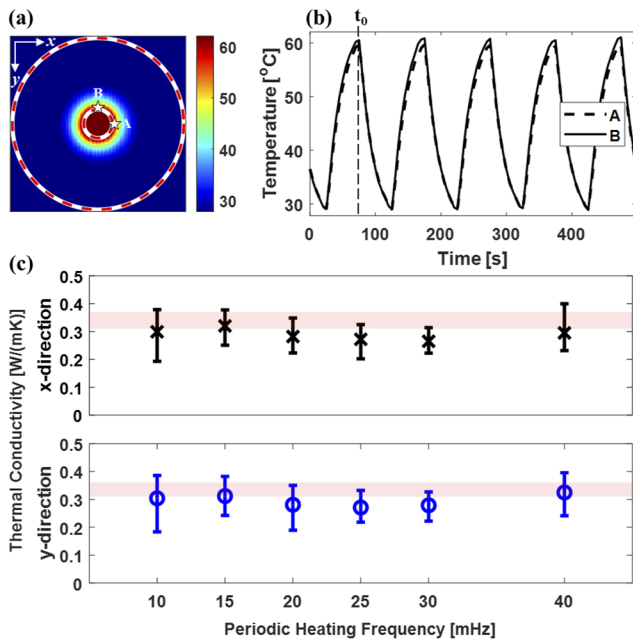 (a)
x
y
B
A
60
50
40
30
(b)
t0
Temperature [°C]
60
50
40
30
A
B
0
100
200
300
400
Time [s]
(c)
Thermal Conductivity [W/(mK)]
x-direction
0.5
0.4
0.3
0.2
0.1
0
y-direction
0.5
0.4
0.3
0.2
0.1
0
10
15
20
25
30
40
Periodic Heating Frequency [mHz]